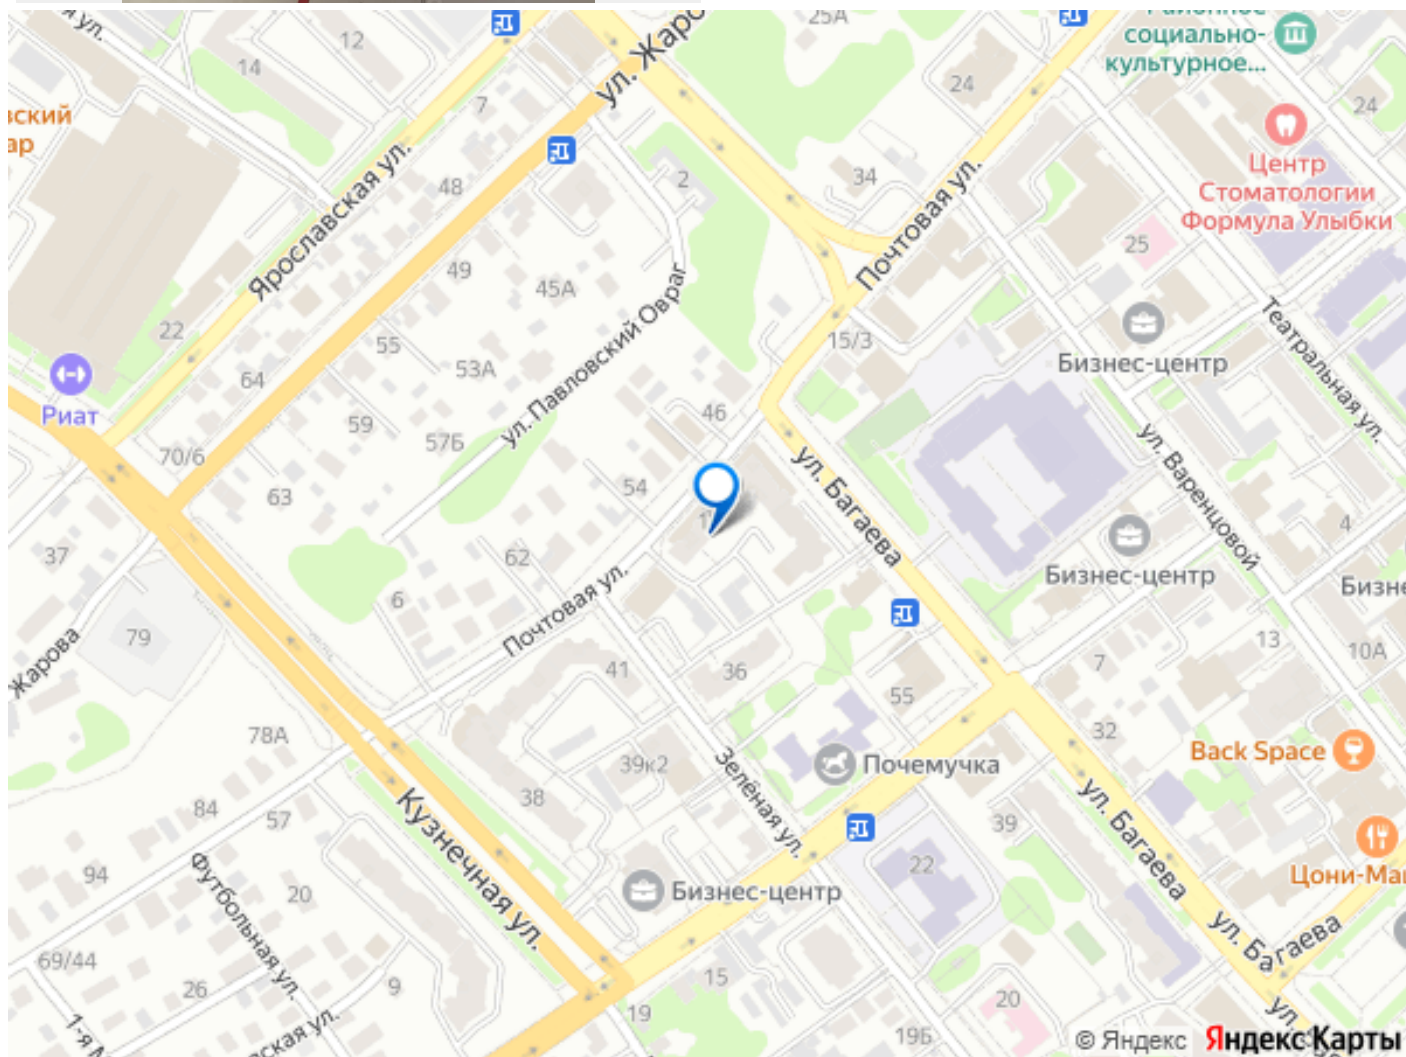 25А
Районное
социально-
культурное...
12
14
ул. Жаро
24
24
7
вский
ар
Центр
Стоматологии
Формула Улыбки
Ярославская ул.
48
2
34
Почтовая ул.
25
49
45А
22
55
53А
ул. Павловский Овраг
15/3
Бизнес-центр
Театральная ул.
64
Риат
59
57Б
46
70/6
63
54
ул. Багаева
ул. Варенцовой
4
37
62
Бизнес-центр
Бизне
6
Почтовая ул.
79
Жарова
41
36
55
7
13
10А
78А
39к2
Зелёная ул.
Почемучка
32
Back Space
38
84
57
Кузнечная ул.
39
ул. Багаева
22
Цони-Ма
94
Футбольная ул.
20
Бизнес-центр
69/44
26
9
15
ул. Багаева
19
20
19Б
ул.
© Яндекс Яндекс Карты